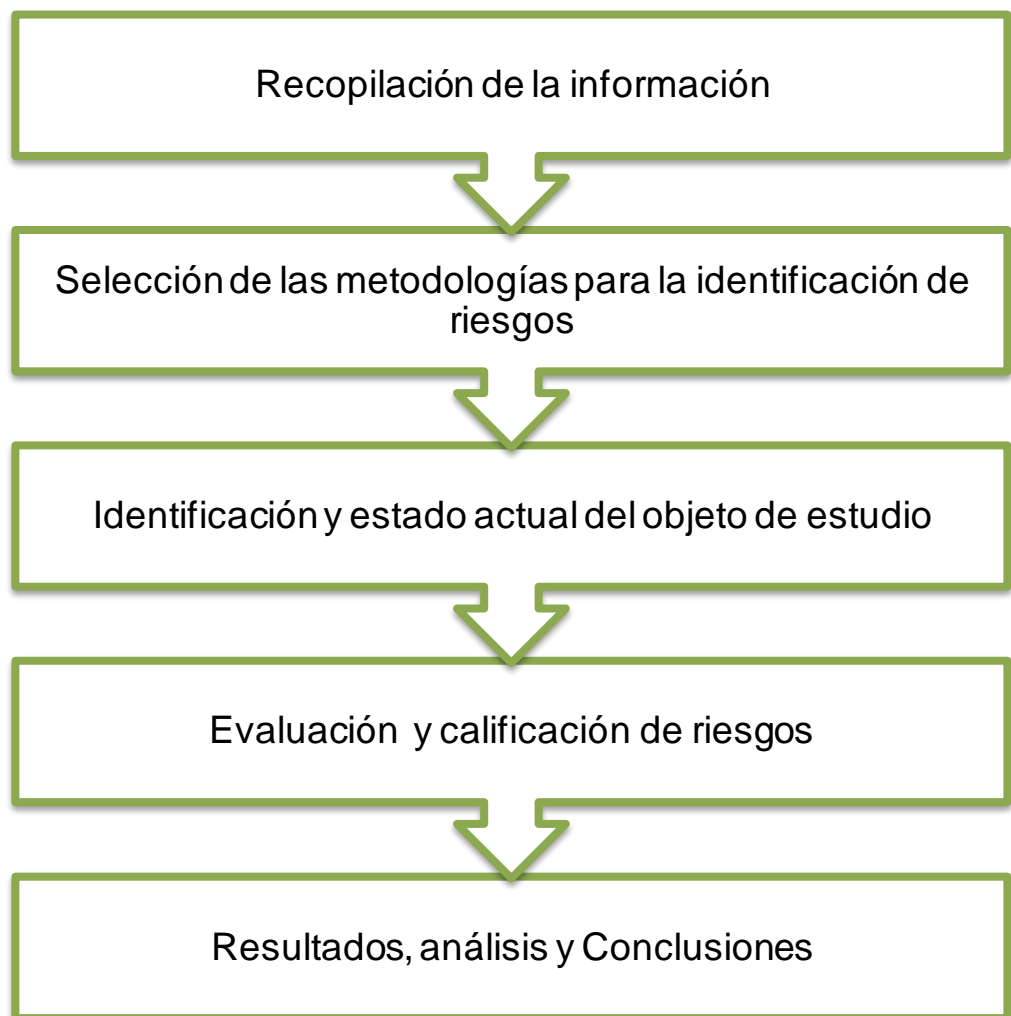 Recopilación de la información
Selección de las metodologías para la identificación de
riesgos
Identificación y estado actual del objeto de estudio
Evaluación y calificación de riesgos
Resultados, análisis y Conclusiones